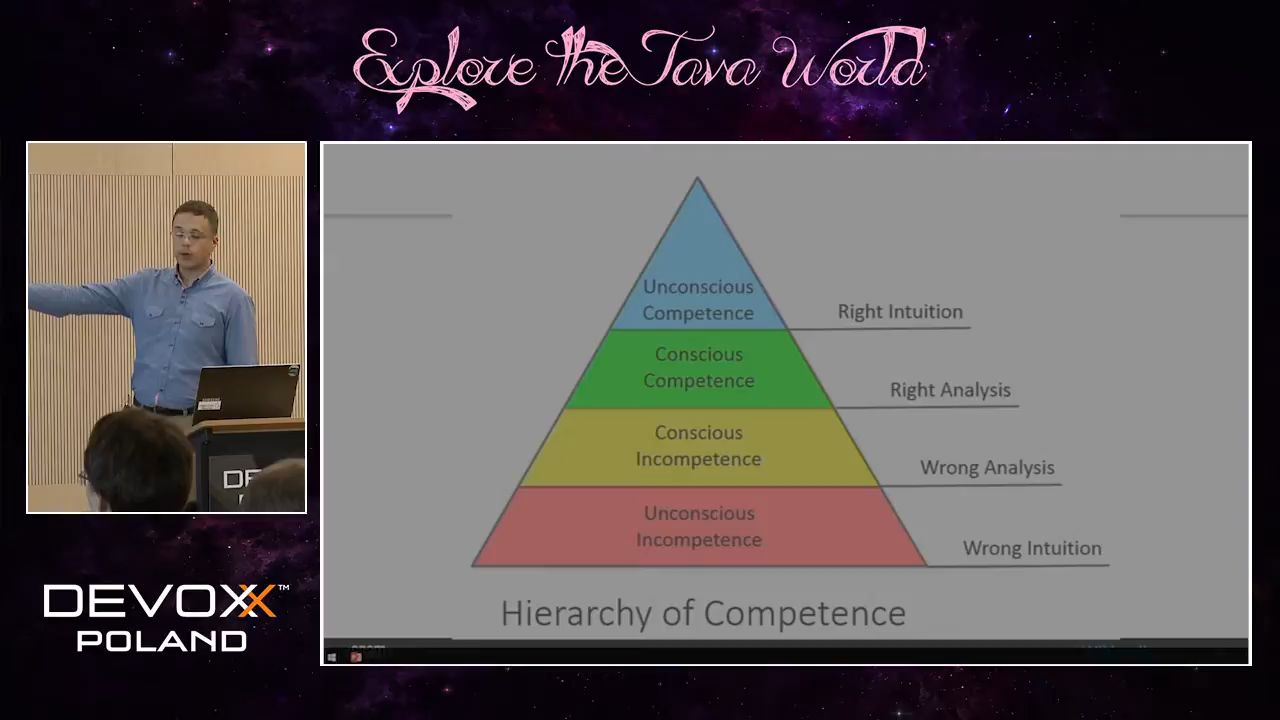 Explore the Java World
Unconscious
Competence
Right Intuition
Conscious
Competence
Right Analysis
Conscious
Incompetence
Wrong Analysis
Unconscious
Incompetence
Wrong Intuition
Hierarchy of Competence
DEVOXX™
POLAND